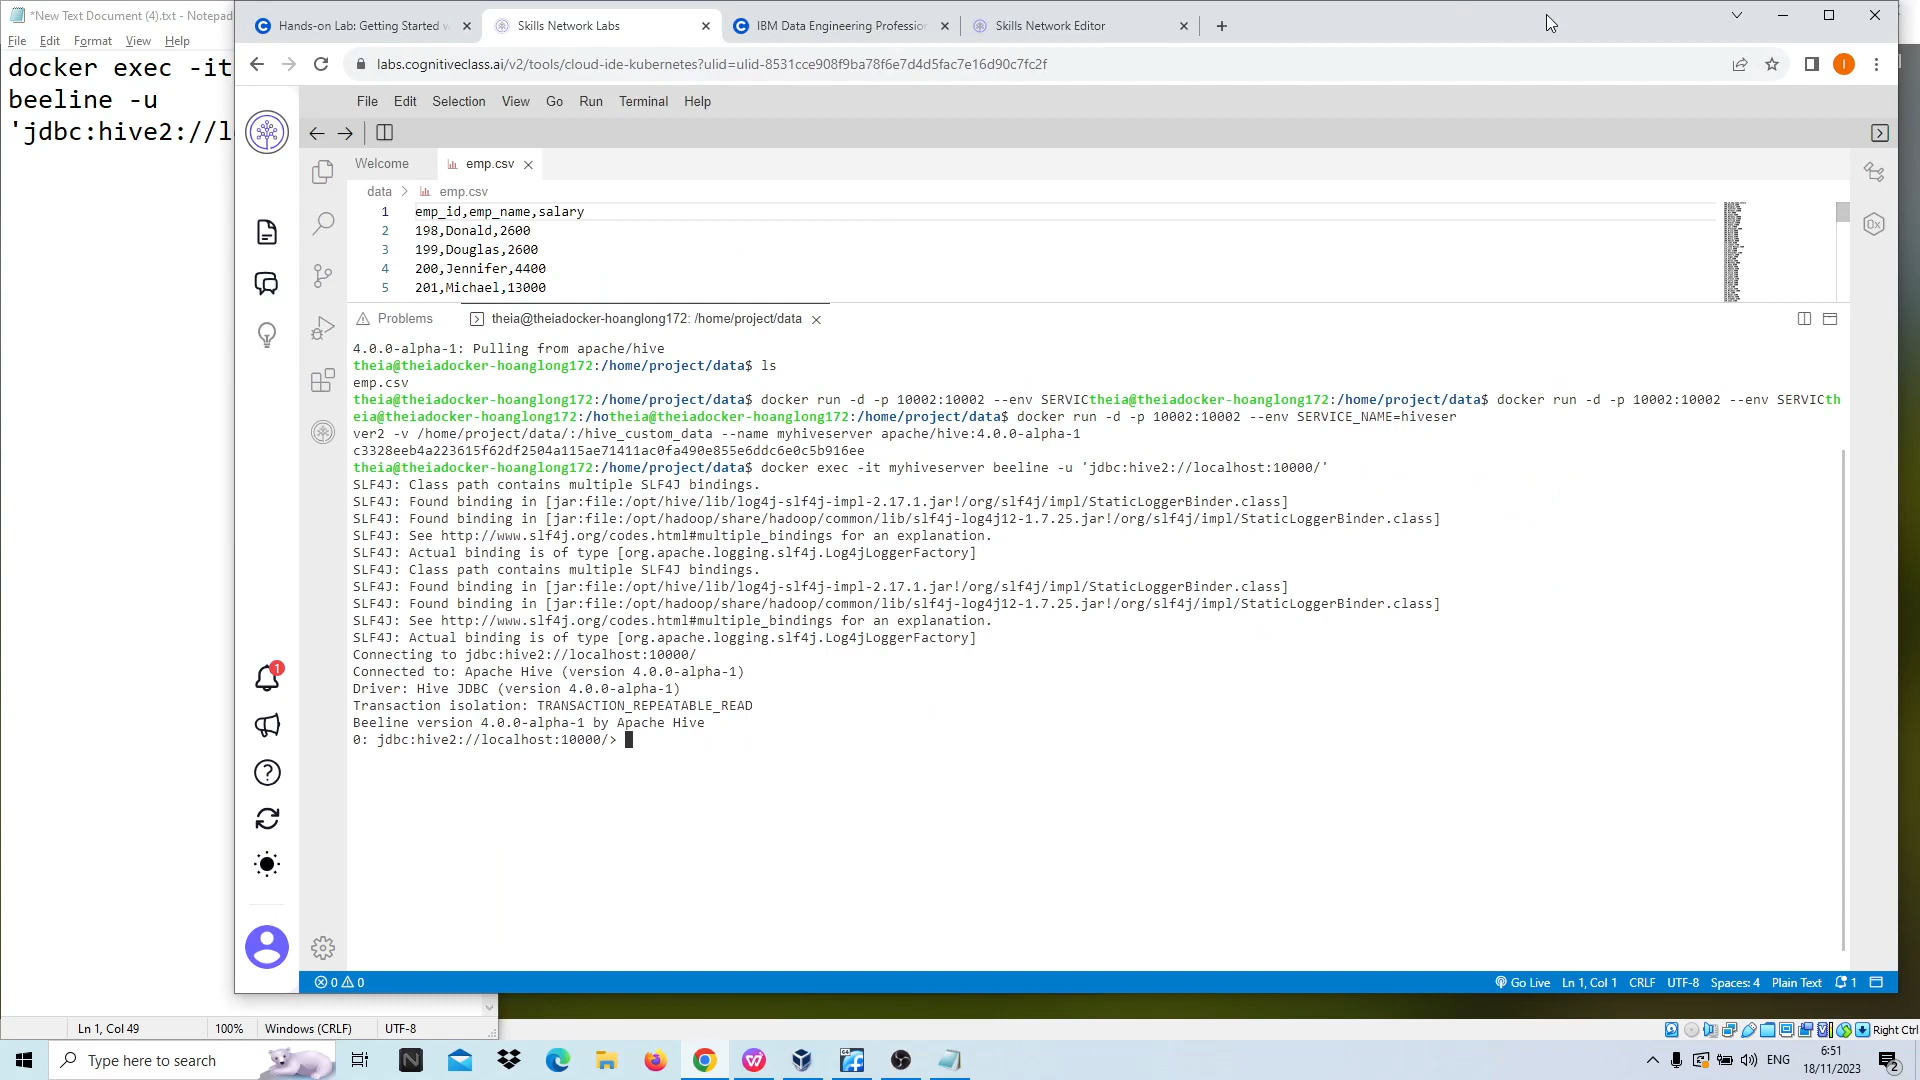 *New Text Document (4).txt - Notepad
File Edit Format View Help
docker exec -it
beeline -u
'jdbc:hive2://l
Hands-on Lab: Getting Started
Skills Network Labs
IBM Data Engineering Profession
Skills Network Editor
labs.cognitiveclass.ai/v2/tools/cloud-ide-kubernetes?ulid=ulid-8531cce908f9ba78f6e7d4d5fac7e16d90c7fc2f
File Edit Selection View Go Run Terminal Help
Welcome
emp.csv
data > emp.csv
1 emp_id,emp_name,salary
2 198,Donald,2600
3 199,Douglas,2600
4 200,Jennifer,4400
5 201,Michael,13000
Problems
theia@theiadocker-hoanglong172: /home/project/data
4.0.0-alpha-1: Pulling from apache/hive
theia@theiadocker-hoanglong172:/home/project/data$ ls
emp.csv
theia@theiadocker-hoanglong172:/home/project/data$ docker run -d -p 10002:10002 --env SERVICtheia@theiadocker-hoanglong172:/home/project/data$ docker run -d -p 10002:10002 --env SERVICth
eia@theiadocker-hoanglong172:/hotheia@theiadocker-hoanglong172:/home/project/data$ docker run -d -p 10002:10002 --env SERVICE_NAME=hiveser
ver2 -v /home/project/data/:/hive_custom_data --name myhiveserver apache/hive:4.0.0-alpha-1
c3328eeb4a223615f62df2504a115ae71411ac0fa490e855e6ddc6e0c5b916ee
theia@theiadocker-hoanglong172:/home/project/data$ docker exec -it myhiveserver beeline -u 'jdbc:hive2://localhost:10000/'
SLF4J: Class path contains multiple SLF4J bindings.
SLF4J: Found binding in [jar:file:/opt/hive/lib/log4j-slf4j-impl-2.17.1.jar!/org/slf4j/impl/StaticLoggerBinder.class]
SLF4J: Found binding in [jar:file:/opt/hadoop/share/hadoop/common/lib/slf4j-log4j12-1.7.25.jar!/org/slf4j/impl/StaticLoggerBinder.class]
SLF4J: See http://www.slf4j.org/codes.html#multiple_bindings for an explanation.
SLF4J: Actual binding is of type [org.apache.logging.slf4j.Log4jLoggerFactory]
SLF4J: Class path contains multiple SLF4J bindings.
SLF4J: Found binding in [jar:file:/opt/hive/lib/log4j-slf4j-impl-2.17.1.jar!/org/slf4j/impl/StaticLoggerBinder.class]
SLF4J: Found binding in [jar:file:/opt/hadoop/share/hadoop/common/lib/slf4j-log4j12-1.7.25.jar!/org/slf4j/impl/StaticLoggerBinder.class]
SLF4J: See http://www.slf4j.org/codes.html#multiple_bindings for an explanation.
SLF4J: Actual binding is of type [org.apache.logging.slf4j.Log4jLoggerFactory]
Connecting to jdbc:hive2://localhost:10000/
Connected to: Apache Hive (version 4.0.0-alpha-1)
Driver: Hive JDBC (version 4.0.0-alpha-1)
Transaction isolation: TRANSACTION_REPEATABLE_READ
Beeline version 4.0.0-alpha-1 by Apache Hive
0: jdbc:hive2://localhost:10000/>
0 0 Go Live Ln 1, Col 1 CRLF UTF-8 Spaces: 4 Plain Text 1
Ln 1, Col 49 100% Windows (CRLF) UTF-8
Right Ctrl
Type here to search
ENG
6:51
18/11/2023
2